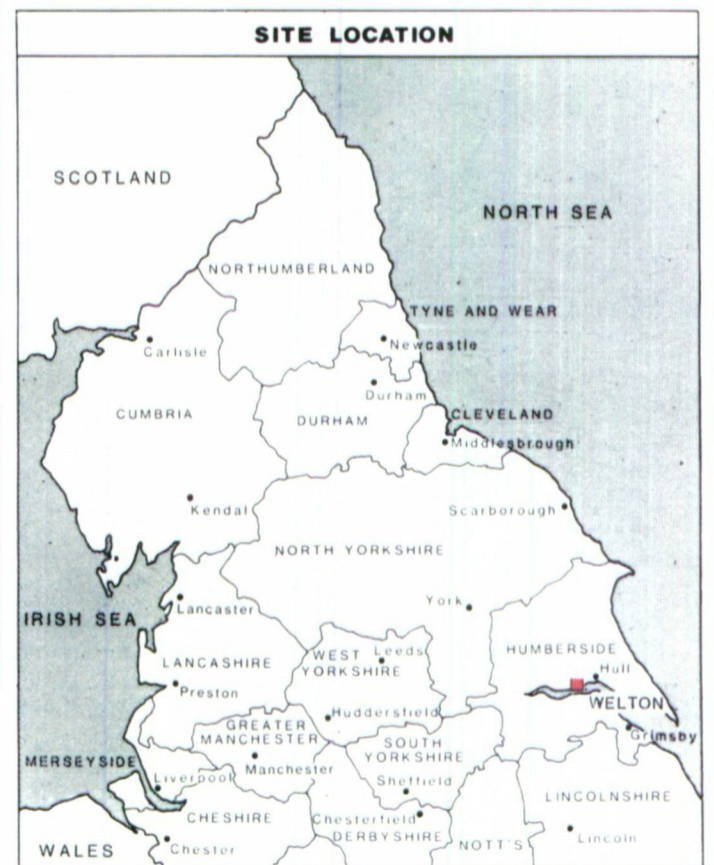 SITE LOCATION
SCOTLAND
NORTH SEA
NORTHUMBERLAND
TYNE AND WEAR
Newcastle
Carlisle
Durham
CUMBRIA
DURHAM
CLEVELAND
Middlesbrough
Kendal
Scarborough
NORTH YORKSHIRE
York
Lancaster
IRISH SEA
HUMBERSIDE
WEST
YORKSHIRE
Leeds
LANCASHIRE
Hull
Preston
WELTON
Huddersfield
GREATER
MANCHESTER
Grimsby
SOUTH
YORKSHIRE
MERSEYSIDE
Manchester
Liverpool
Sheffield
LINCOLNSHIRE
CHESHIRE
Chesterfield
DERBYSHIRE
Lincoln
NOTT'S
WALES
Chester